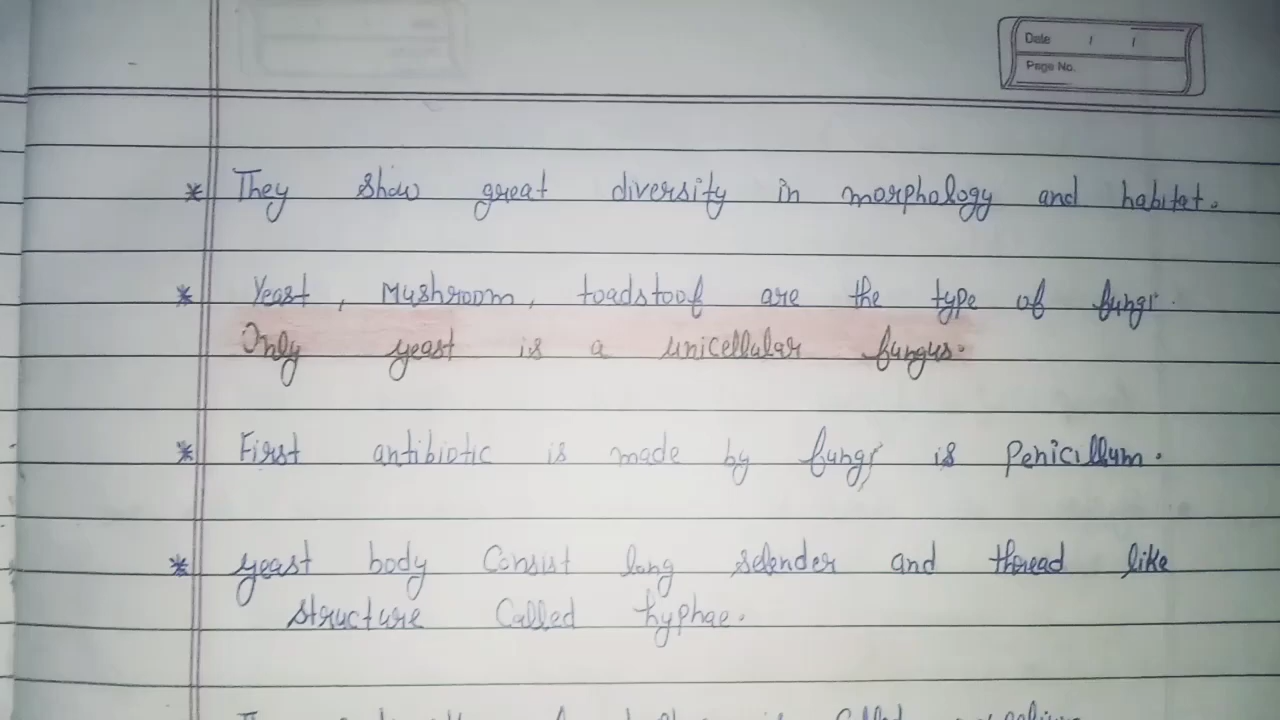 Date / /
Page No.
* They show great diversity in morphology and habitat.
* Yeast, Mushroom, toadstoof are the type of fungi.
Only yeast is a unicellular fungus.
* First antibiotic is made by fungi is Penicillum.
* yeast body Consist long selender and thread like
structure Called hyphae.